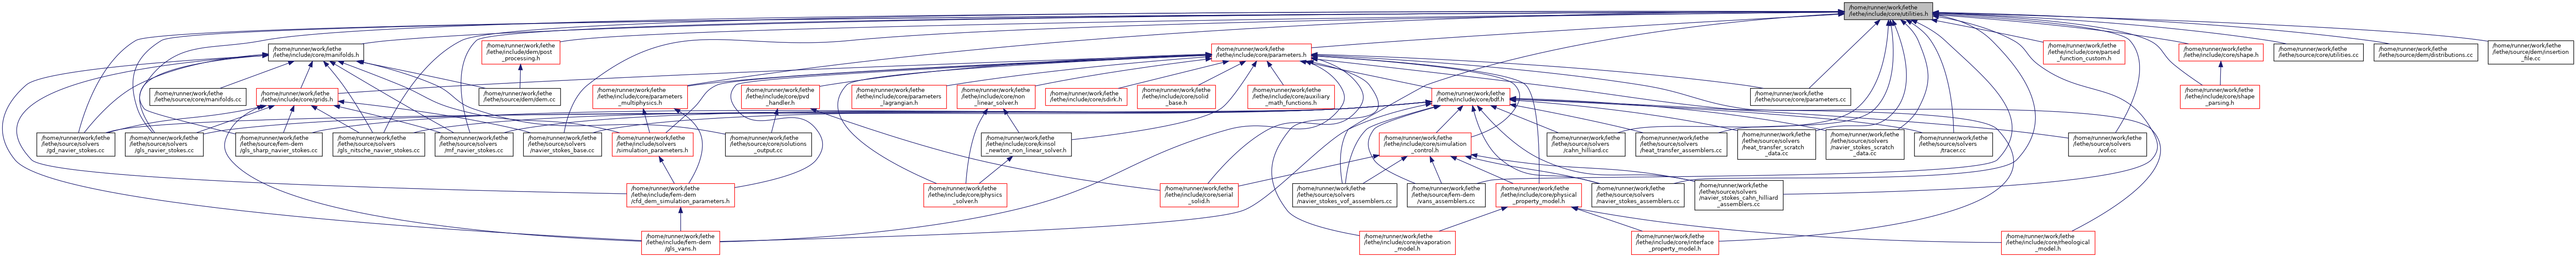 /home/runner/work/lethe
/lethe/include/core/utilities.h
/home/runner/work/lethe
/lethe/include/core/manifolds.h
/home/runner/work/lethe
/lethe/include/dem/post
_processing.h
/home/runner/work/lethe
/lethe/include/core/parameters.h
/home/runner/work/lethe
/lethe/include/core/parsed
_function_custom.h
/home/runner/work/lethe
/lethe/include/core/shape.h
/home/runner/work/lethe
/lethe/source/core/utilities.cc
/home/runner/work/lethe
/lethe/source/dem/distributions.cc
/home/runner/work/lethe
/lethe/source/dem/insertion
_file.cc
/home/runner/work/lethe
/lethe/source/core/manifolds.cc
/home/runner/work/lethe
/lethe/include/core/grids.h
/home/runner/work/lethe
/lethe/source/dem/dem.cc
/home/runner/work/lethe
/lethe/include/core/parameters
_multiphysics.h
/home/runner/work/lethe
/lethe/include/core/pvd
_handler.h
/home/runner/work/lethe
/lethe/include/core/parameters
_lagrangian.h
/home/runner/work/lethe
/lethe/include/core/non
_linear_solver.h
/home/runner/work/lethe
/lethe/include/core/sdirk.h
/home/runner/work/lethe
/lethe/include/core/solid
_base.h
/home/runner/work/lethe
/lethe/include/core/auxiliary
_math_functions.h
/home/runner/work/lethe
/lethe/include/core/bdf.h
/home/runner/work/lethe
/lethe/source/core/parameters.cc
/home/runner/work/lethe
/lethe/include/core/shape
_parsing.h
/home/runner/work/lethe
/lethe/source/solvers
/gd_navier_stokes.cc
/home/runner/work/lethe
/lethe/source/solvers
/gls_navier_stokes.cc
/home/runner/work/lethe
/lethe/source/fem-dem
/gls_sharp_navier_stokes.cc
/home/runner/work/lethe
/lethe/source/solvers
/gls_nitsche_navier_stokes.cc
/home/runner/work/lethe
/lethe/source/solvers
/mf_navier_stokes.cc
/home/runner/work/lethe
/lethe/source/solvers
/navier_stokes_base.cc
/home/runner/work/lethe
/lethe/include/solvers
/simulation_parameters.h
/home/runner/work/lethe
/lethe/source/core/solutions
_output.cc
/home/runner/work/lethe
/lethe/include/core/kinsol
_newton_non_linear_solver.h
/home/runner/work/lethe
/lethe/include/core/simulation
_control.h
/home/runner/work/lethe
/lethe/source/solvers
/cahn_hilliard.cc
/home/runner/work/lethe
/lethe/source/solvers
/heat_transfer_assemblers.cc
/home/runner/work/lethe
/lethe/source/solvers
/heat_transfer_scratch
_data.cc
/home/runner/work/lethe
/lethe/source/solvers
/navier_stokes_scratch
_data.cc
/home/runner/work/lethe
/lethe/source/solvers
/tracer.cc
/home/runner/work/lethe
/lethe/source/solvers
/vof.cc
/home/runner/work/lethe
/lethe/include/fem-dem
/cfd_dem_simulation_parameters.h
/home/runner/work/lethe
/lethe/include/core/physics
_solver.h
/home/runner/work/lethe
/lethe/include/core/serial
_solid.h
/home/runner/work/lethe
/lethe/source/solvers
/navier_stokes_vof_assemblers.cc
/home/runner/work/lethe
/lethe/source/fem-dem
/vans_assemblers.cc
/home/runner/work/lethe
/lethe/include/core/physical
_property_model.h
/home/runner/work/lethe
/lethe/source/solvers
/navier_stokes_assemblers.cc
/home/runner/work/lethe
/lethe/source/solvers
/navier_stokes_cahn_hilliard
_assemblers.cc
/home/runner/work/lethe
/lethe/include/fem-dem
/gls_vans.h
/home/runner/work/lethe
/lethe/include/core/evaporation
_model.h
/home/runner/work/lethe
/lethe/include/core/interface
_property_model.h
/home/runner/work/lethe
/lethe/include/core/rheological
_model.h